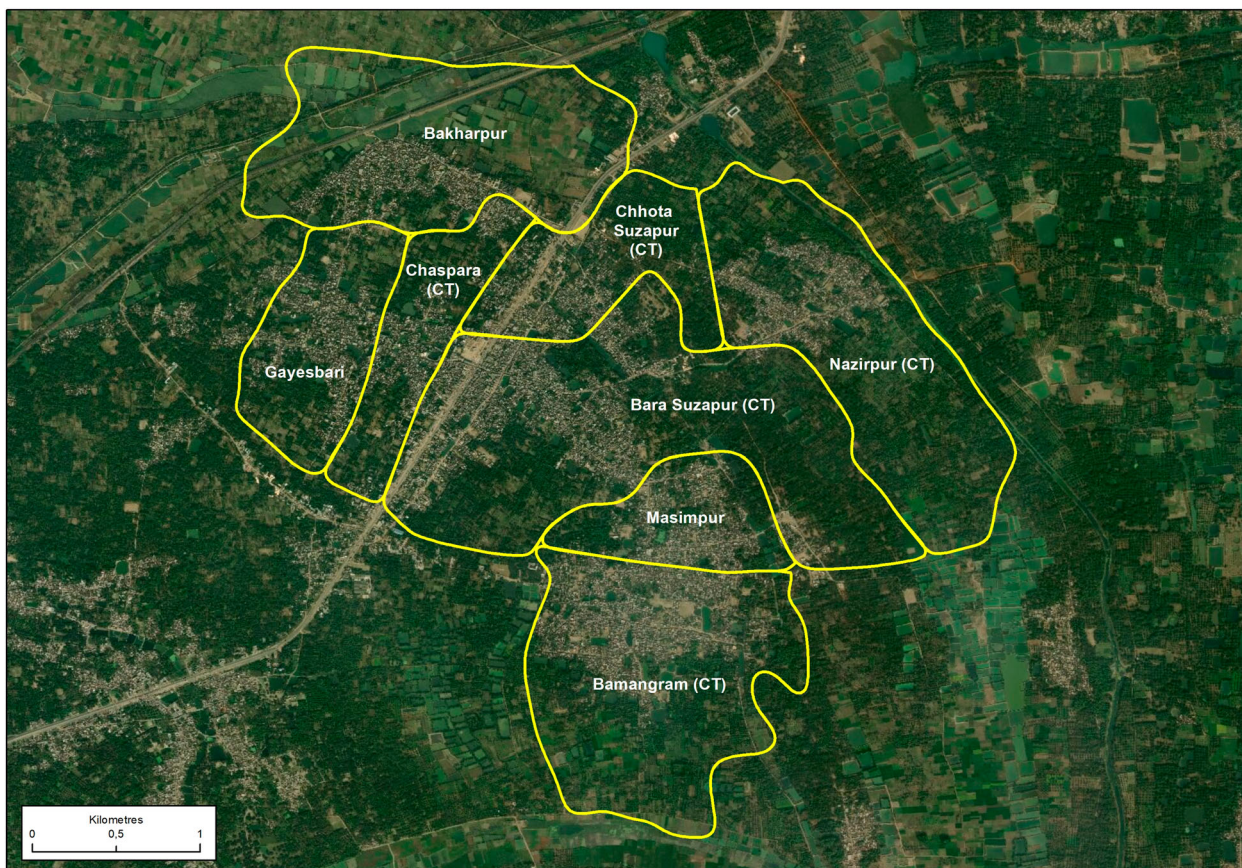 Bakharpur
Chhota
Suzapur
(CT)
Chaspara
(CT)
Gayesbari
Nazirpur (CT)
Bara Suzapur (CT)
Masimpur
Bamangram (CT)
Kilometres
0 0,5 1